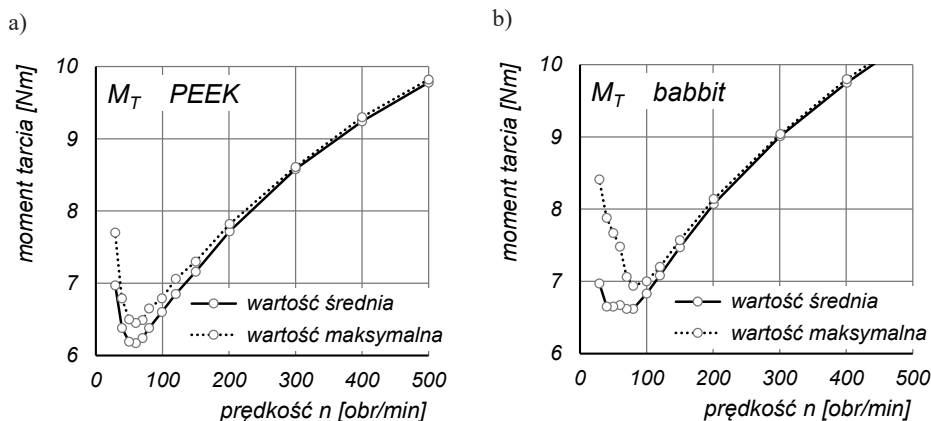 a)
M_T PEEK
moment tarcia [Nm]
10
9
8
7
6
wartość średnia
wartość maksymalna
0 100 200 300 400 500
prędkość n [obr/min]
b)
M_T babbit
moment tarcia [Nm]
10
9
8
7
6
wartość średnia
wartość maksymalna
0 100 200 300 400 500
prędkość n [obr/min]